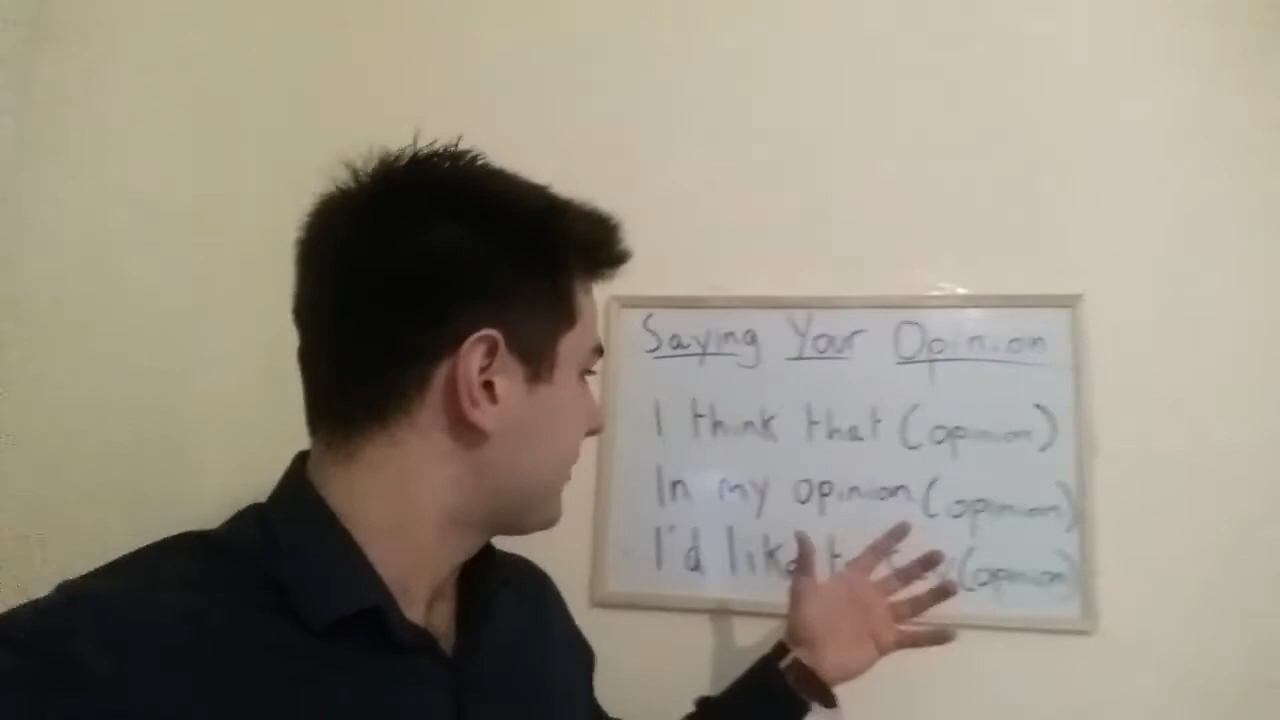 Saying Your Opinion
I think that (opinion)
In my opinion (opinion)
I'd like (opinion)